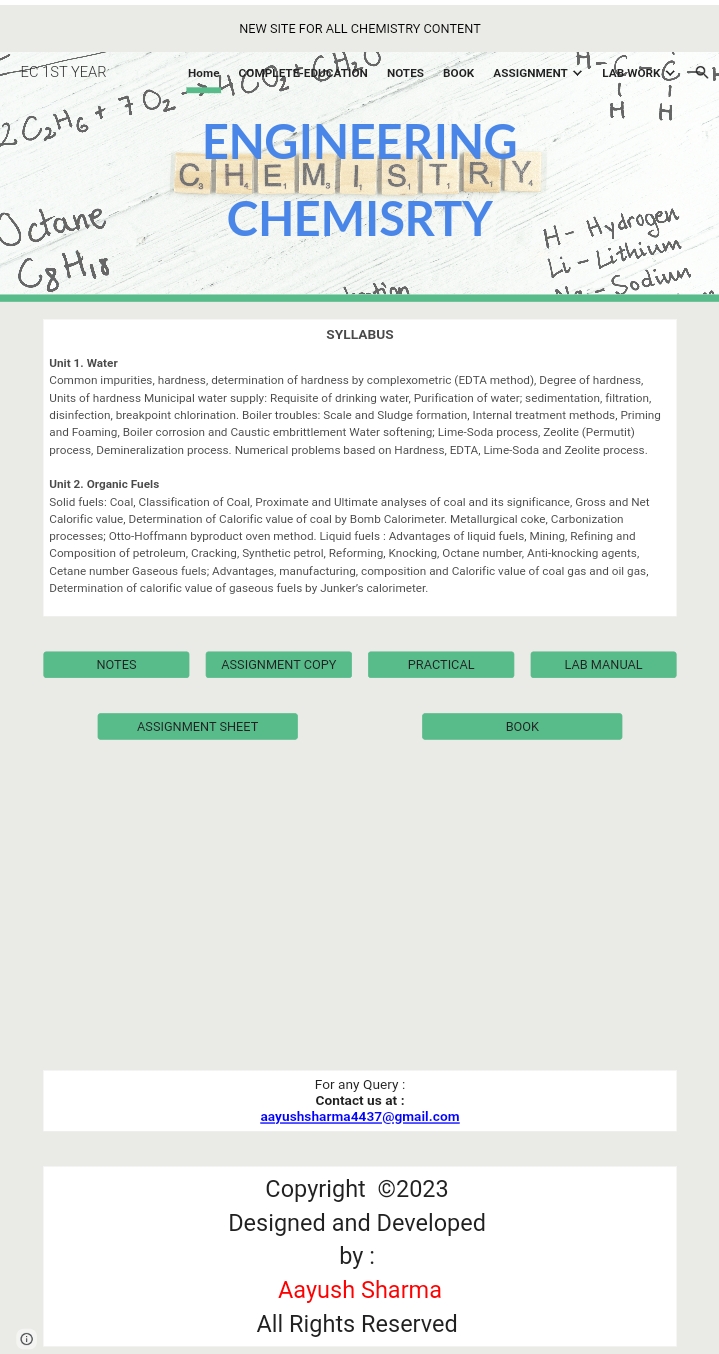 NEW SITE FOR ALL CHEMISTRY CONTENT
EC 1ST YEAR
Home COMPLETE EDUCATION NOTES BOOK ASSIGNMENT LAB WORK
2C2H6 + 7O2 → 4CO2 + 6H2O
H - C - C - H
H H
ENGINEERING
CHEMISTRY
CHEMISRTY
Octane
C8H18
H - Hydrogen
Li - Lithium
Na - Sodium
SYLLABUS
Unit 1. Water
Common impurities, hardness, determination of hardness by complexometric (EDTA method), Degree of hardness,
Units of hardness Municipal water supply: Requisite of drinking water, Purification of water; sedimentation, filtration,
disinfection, breakpoint chlorination. Boiler troubles: Scale and Sludge formation, Internal treatment methods, Priming
and Foaming, Boiler corrosion and Caustic embrittlement Water softening; Lime-Soda process, Zeolite (Permutit)
process, Demineralization process. Numerical problems based on Hardness, EDTA, Lime-Soda and Zeolite process.
Unit 2. Organic Fuels
Solid fuels: Coal, Classification of Coal, Proximate and Ultimate analyses of coal and its significance, Gross and Net
Calorific value, Determination of Calorific value of coal by Bomb Calorimeter. Metallurgical coke, Carbonization
processes; Otto-Hoffmann byproduct oven method. Liquid fuels : Advantages of liquid fuels, Mining, Refining and
Composition of petroleum, Cracking, Synthetic petrol, Reforming, Knocking, Octane number, Anti-knocking agents,
Cetane number Gaseous fuels; Advantages, manufacturing, composition and Calorific value of coal gas and oil gas,
Determination of calorific value of gaseous fuels by Junker's calorimeter.
NOTES ASSIGNMENT COPY PRACTICAL LAB MANUAL
ASSIGNMENT SHEET BOOK
For any Query :
Contact us at :
aayushsharma4437@gmail.com
Copyright ©2023
Designed and Developed
by :
Aayush Sharma
All Rights Reserved